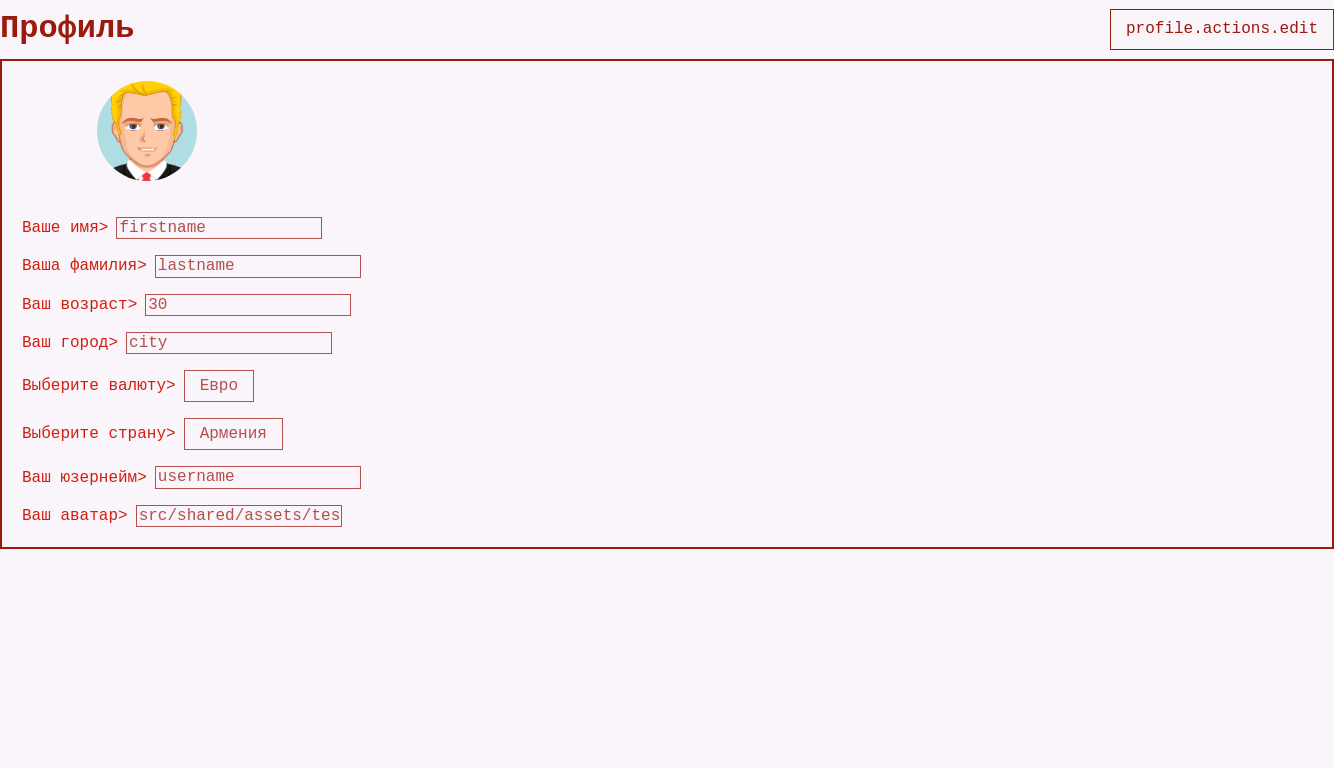 Профиль
profile.actions.edit
Ваше имя> firstname
Ваша фамилия> lastname
Ваш возраст> 30
Ваш город> city
Выберите валюту> Евро
Выберите страну> Армения
Ваш юзернейм> username
Ваш аватар> src/shared/assets/tes